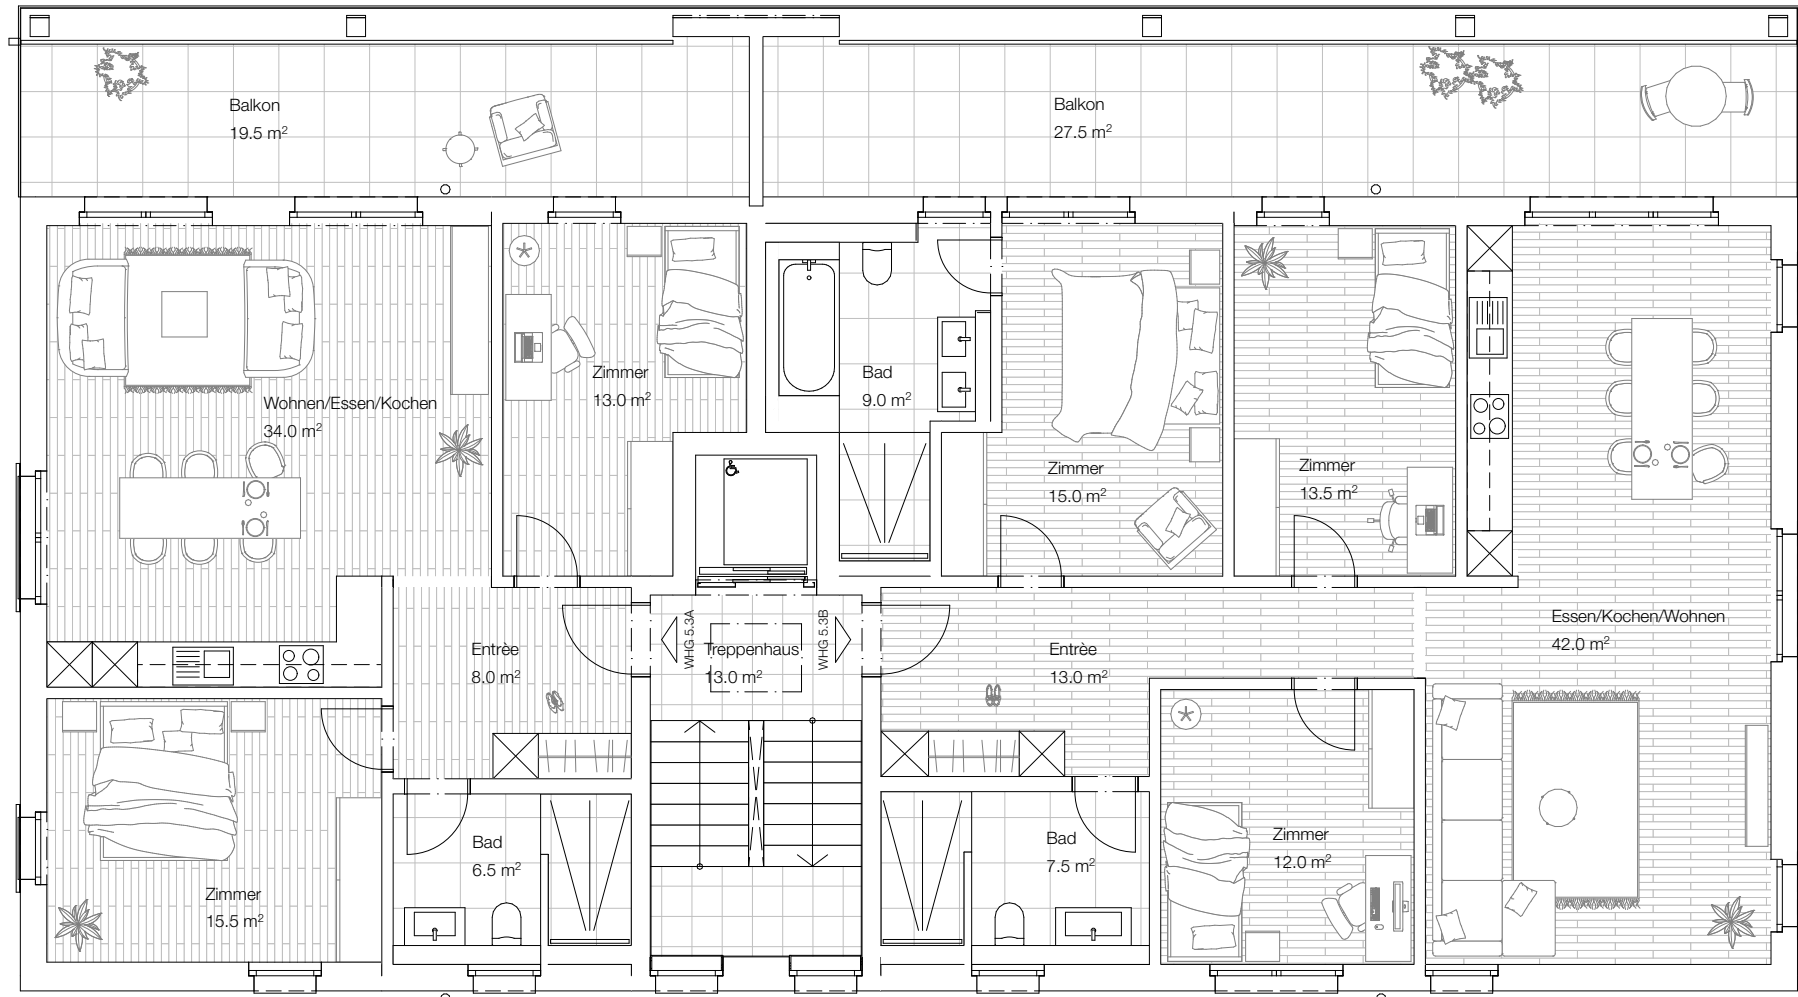 Balkon
19.5 m²
Balkon
27.5 m²
Wohnen/Essen/Kochen
34.0 m²
Zimmer
13.0 m²
Bad
9.0 m²
Zimmer
15.0 m²
Zimmer
13.5 m²
Essen/Kochen/Wohnen
42.0 m²
Entrèe
8.0 m²
WHG 5.3A
Treppenhaus
13.0 m²
WHG 5.3B
Entrèe
13.0 m²
Zimmer
15.5 m²
Bad
6.5 m²
Bad
7.5 m²
Zimmer
12.0 m²